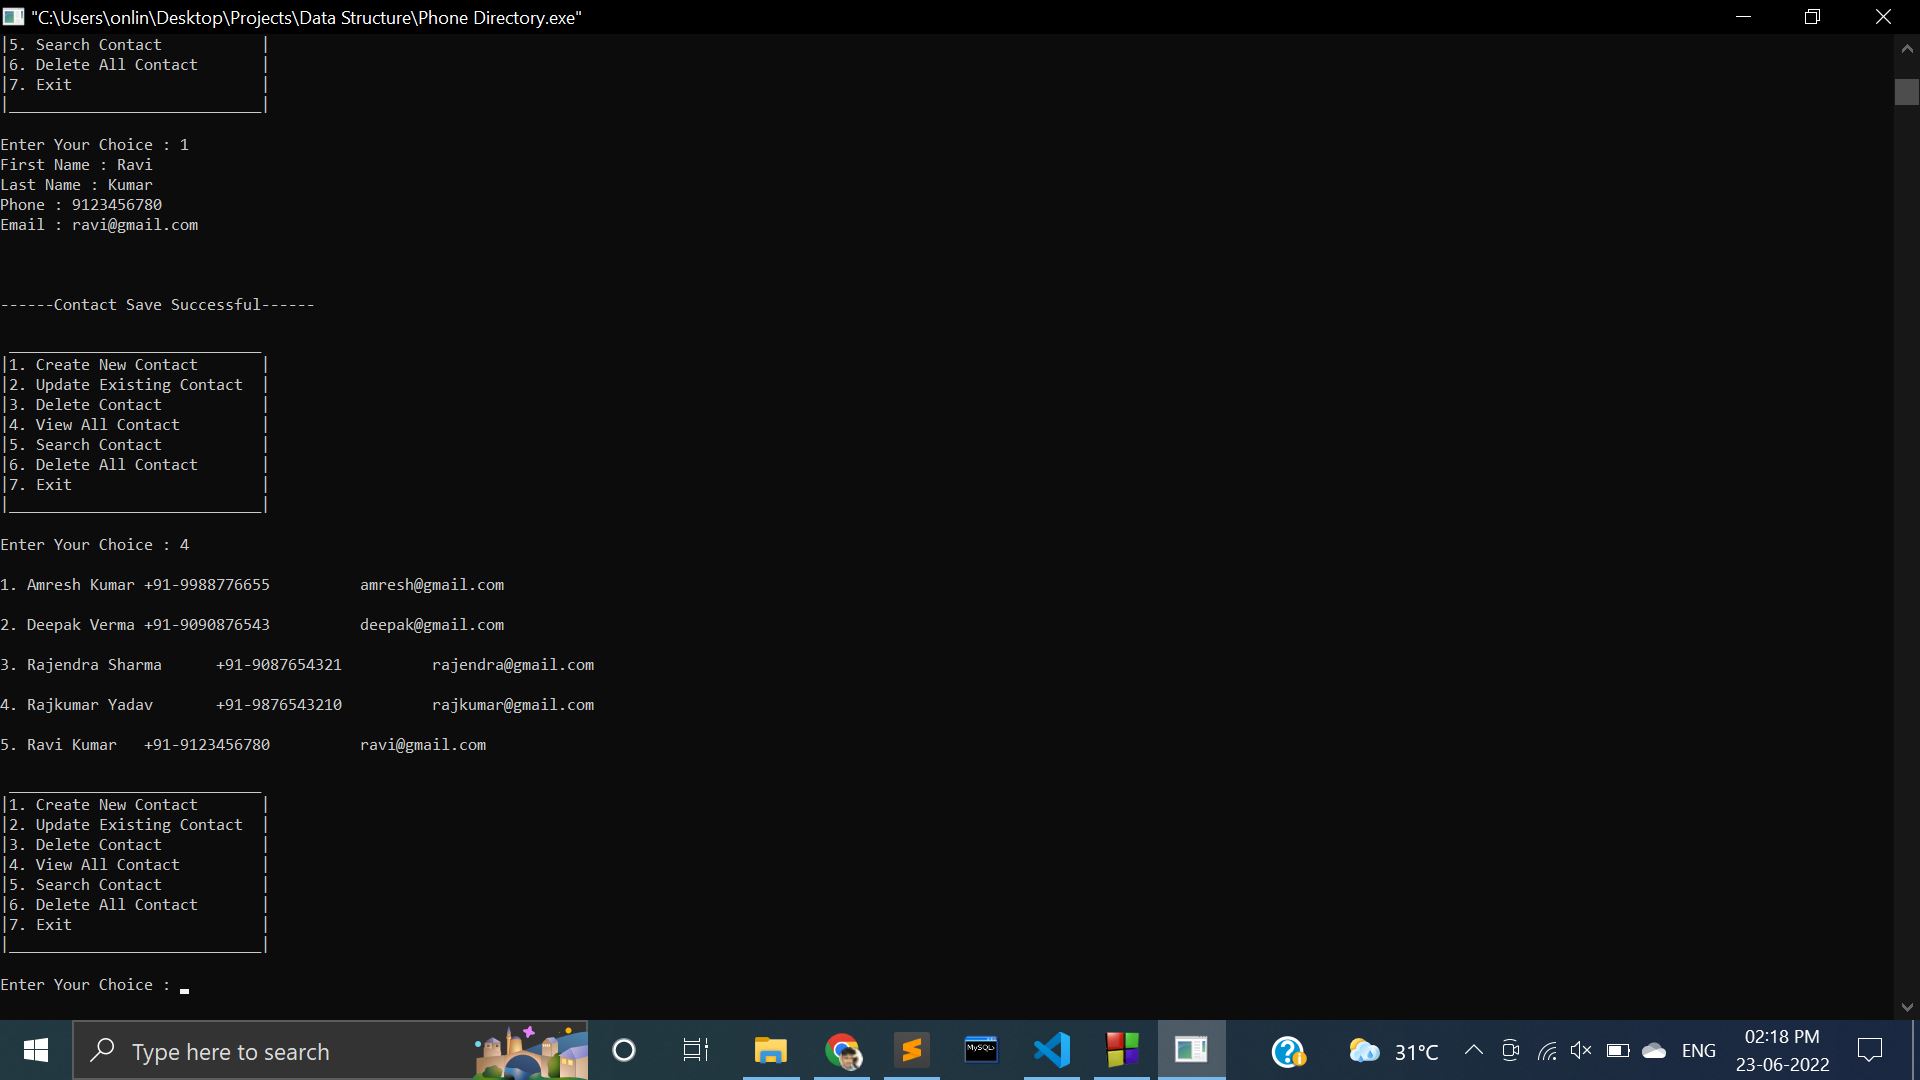 "C:\Users\onlin\Desktop\Projects\Data Structure\Phone Directory.exe"
|5. Search Contact           |
|6. Delete All Contact       |
|7. Exit                     |
|____________________________|
Enter Your Choice : 1
First Name : Ravi
Last Name : Kumar
Phone : 9123456780
Email : ravi@gmail.com
------Contact Save Successful------
 ____________________________
|1. Create New Contact       |
|2. Update Existing Contact  |
|3. Delete Contact           |
|4. View All Contact         |
|5. Search Contact           |
|6. Delete All Contact       |
|7. Exit                     |
|____________________________|
Enter Your Choice : 4
1. Amresh Kumar +91-9988776655          amresh@gmail.com
2. Deepak Verma +91-9090876543          deepak@gmail.com
3. Rajendra Sharma      +91-9087654321          rajendra@gmail.com
4. Rajkumar Yadav       +91-9876543210          rajkumar@gmail.com
5. Ravi Kumar   +91-9123456780          ravi@gmail.com
 ____________________________
|1. Create New Contact       |
|2. Update Existing Contact  |
|3. Delete Contact           |
|4. View All Contact         |
|5. Search Contact           |
|6. Delete All Contact       |
|7. Exit                     |
|____________________________|
Enter Your Choice : 
Type here to search
MySQL
31°C
ENG
02:18 PM
23-06-2022